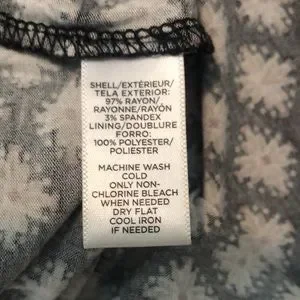 SHELL/EXTÉRIEUR/
TELA EXTERIOR:
97% RAYON/
RAYONNE/RAYÓN
3% SPANDEX
LINING/DOUBLURE
FORRO:
100% POLYESTER/
POLIESTER
MACHINE WASH
COLD
ONLY NON-
CHLORINE BLEACH
WHEN NEEDED
DRY FLAT
COOL IRON
IF NEEDED